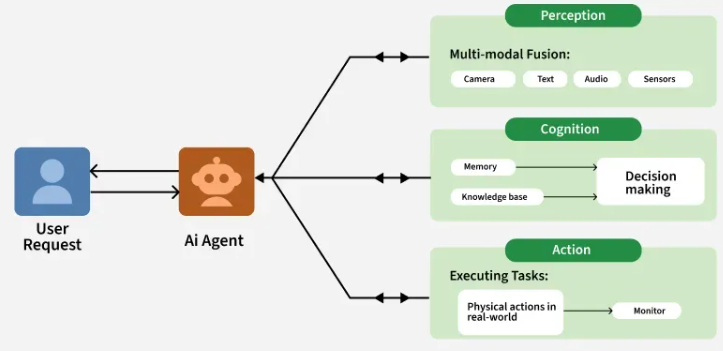 Perception
Multi-modal Fusion:
Camera
Text
Audio
Sensors
Cognition
Memory
Knowledge base
Decision
making
User
Request
Ai Agent
Action
Executing Tasks:
Physical actions in
real-world
Monitor